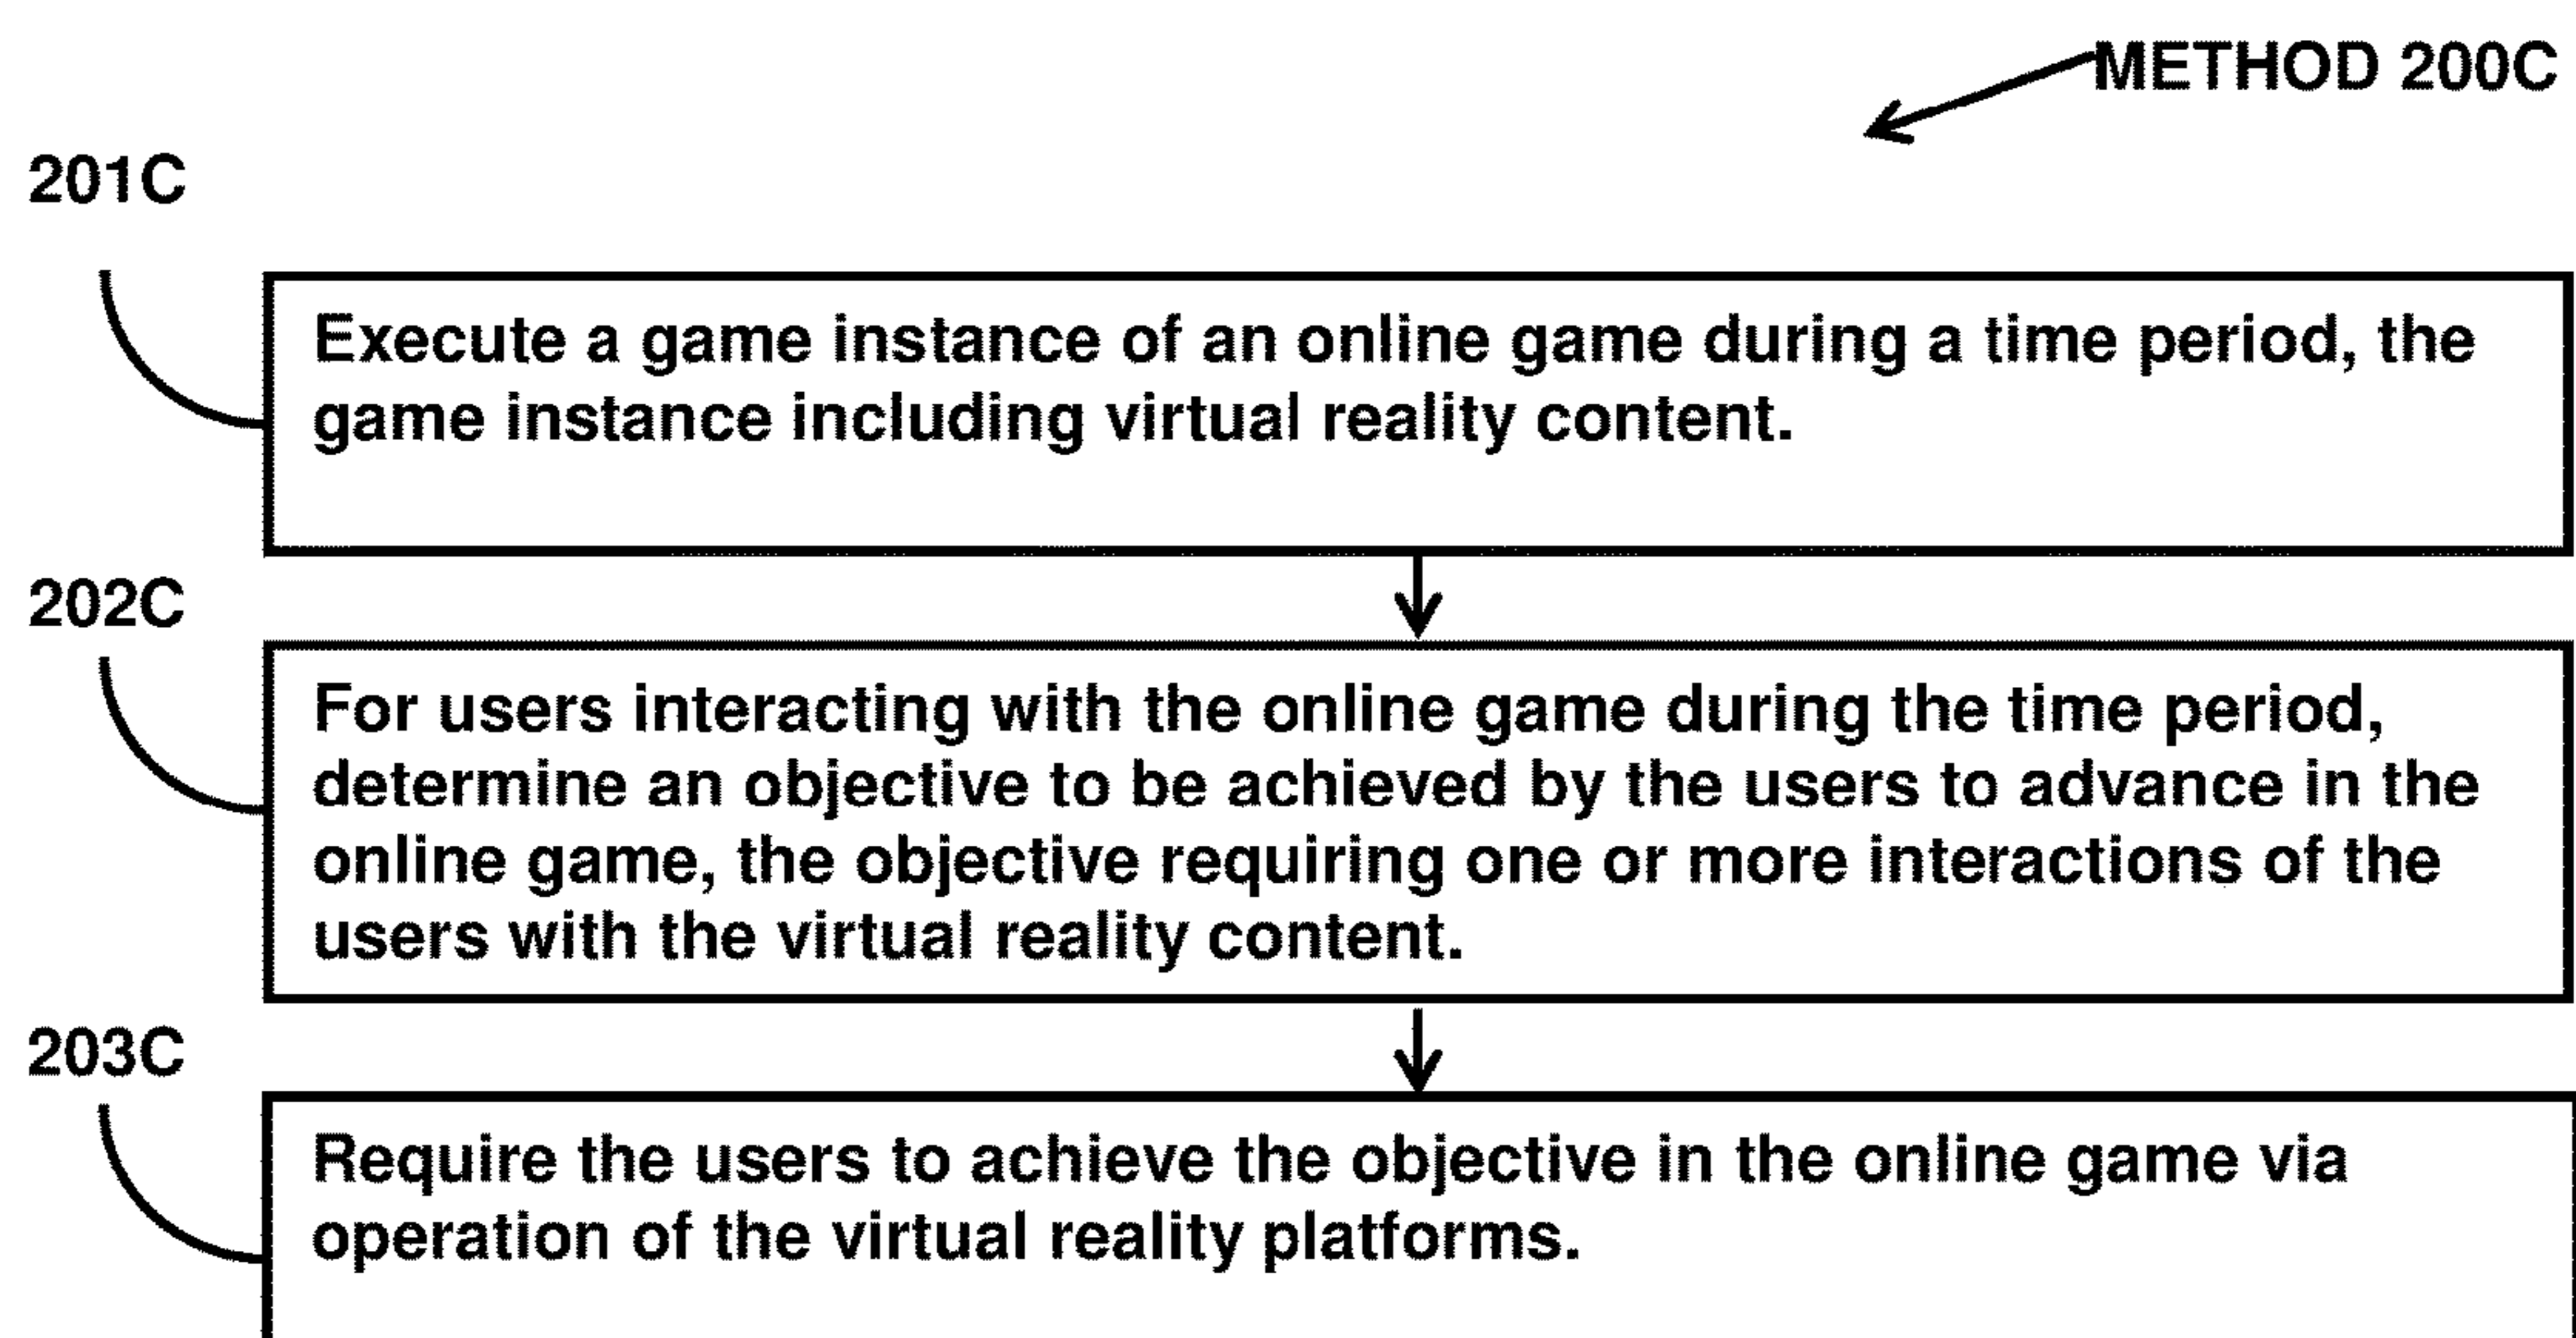 METHOD 200C
201C
Execute a game instance of an online game during a time period, the
game instance including virtual reality content.
202C
For users interacting with the online game during the time period,
determine an objective to be achieved by the users to advance in the
online game, the objective requiring one or more interactions of the
users with the virtual reality content.
203C
Require the users to achieve the objective in the online game via
operation of the virtual reality platforms.